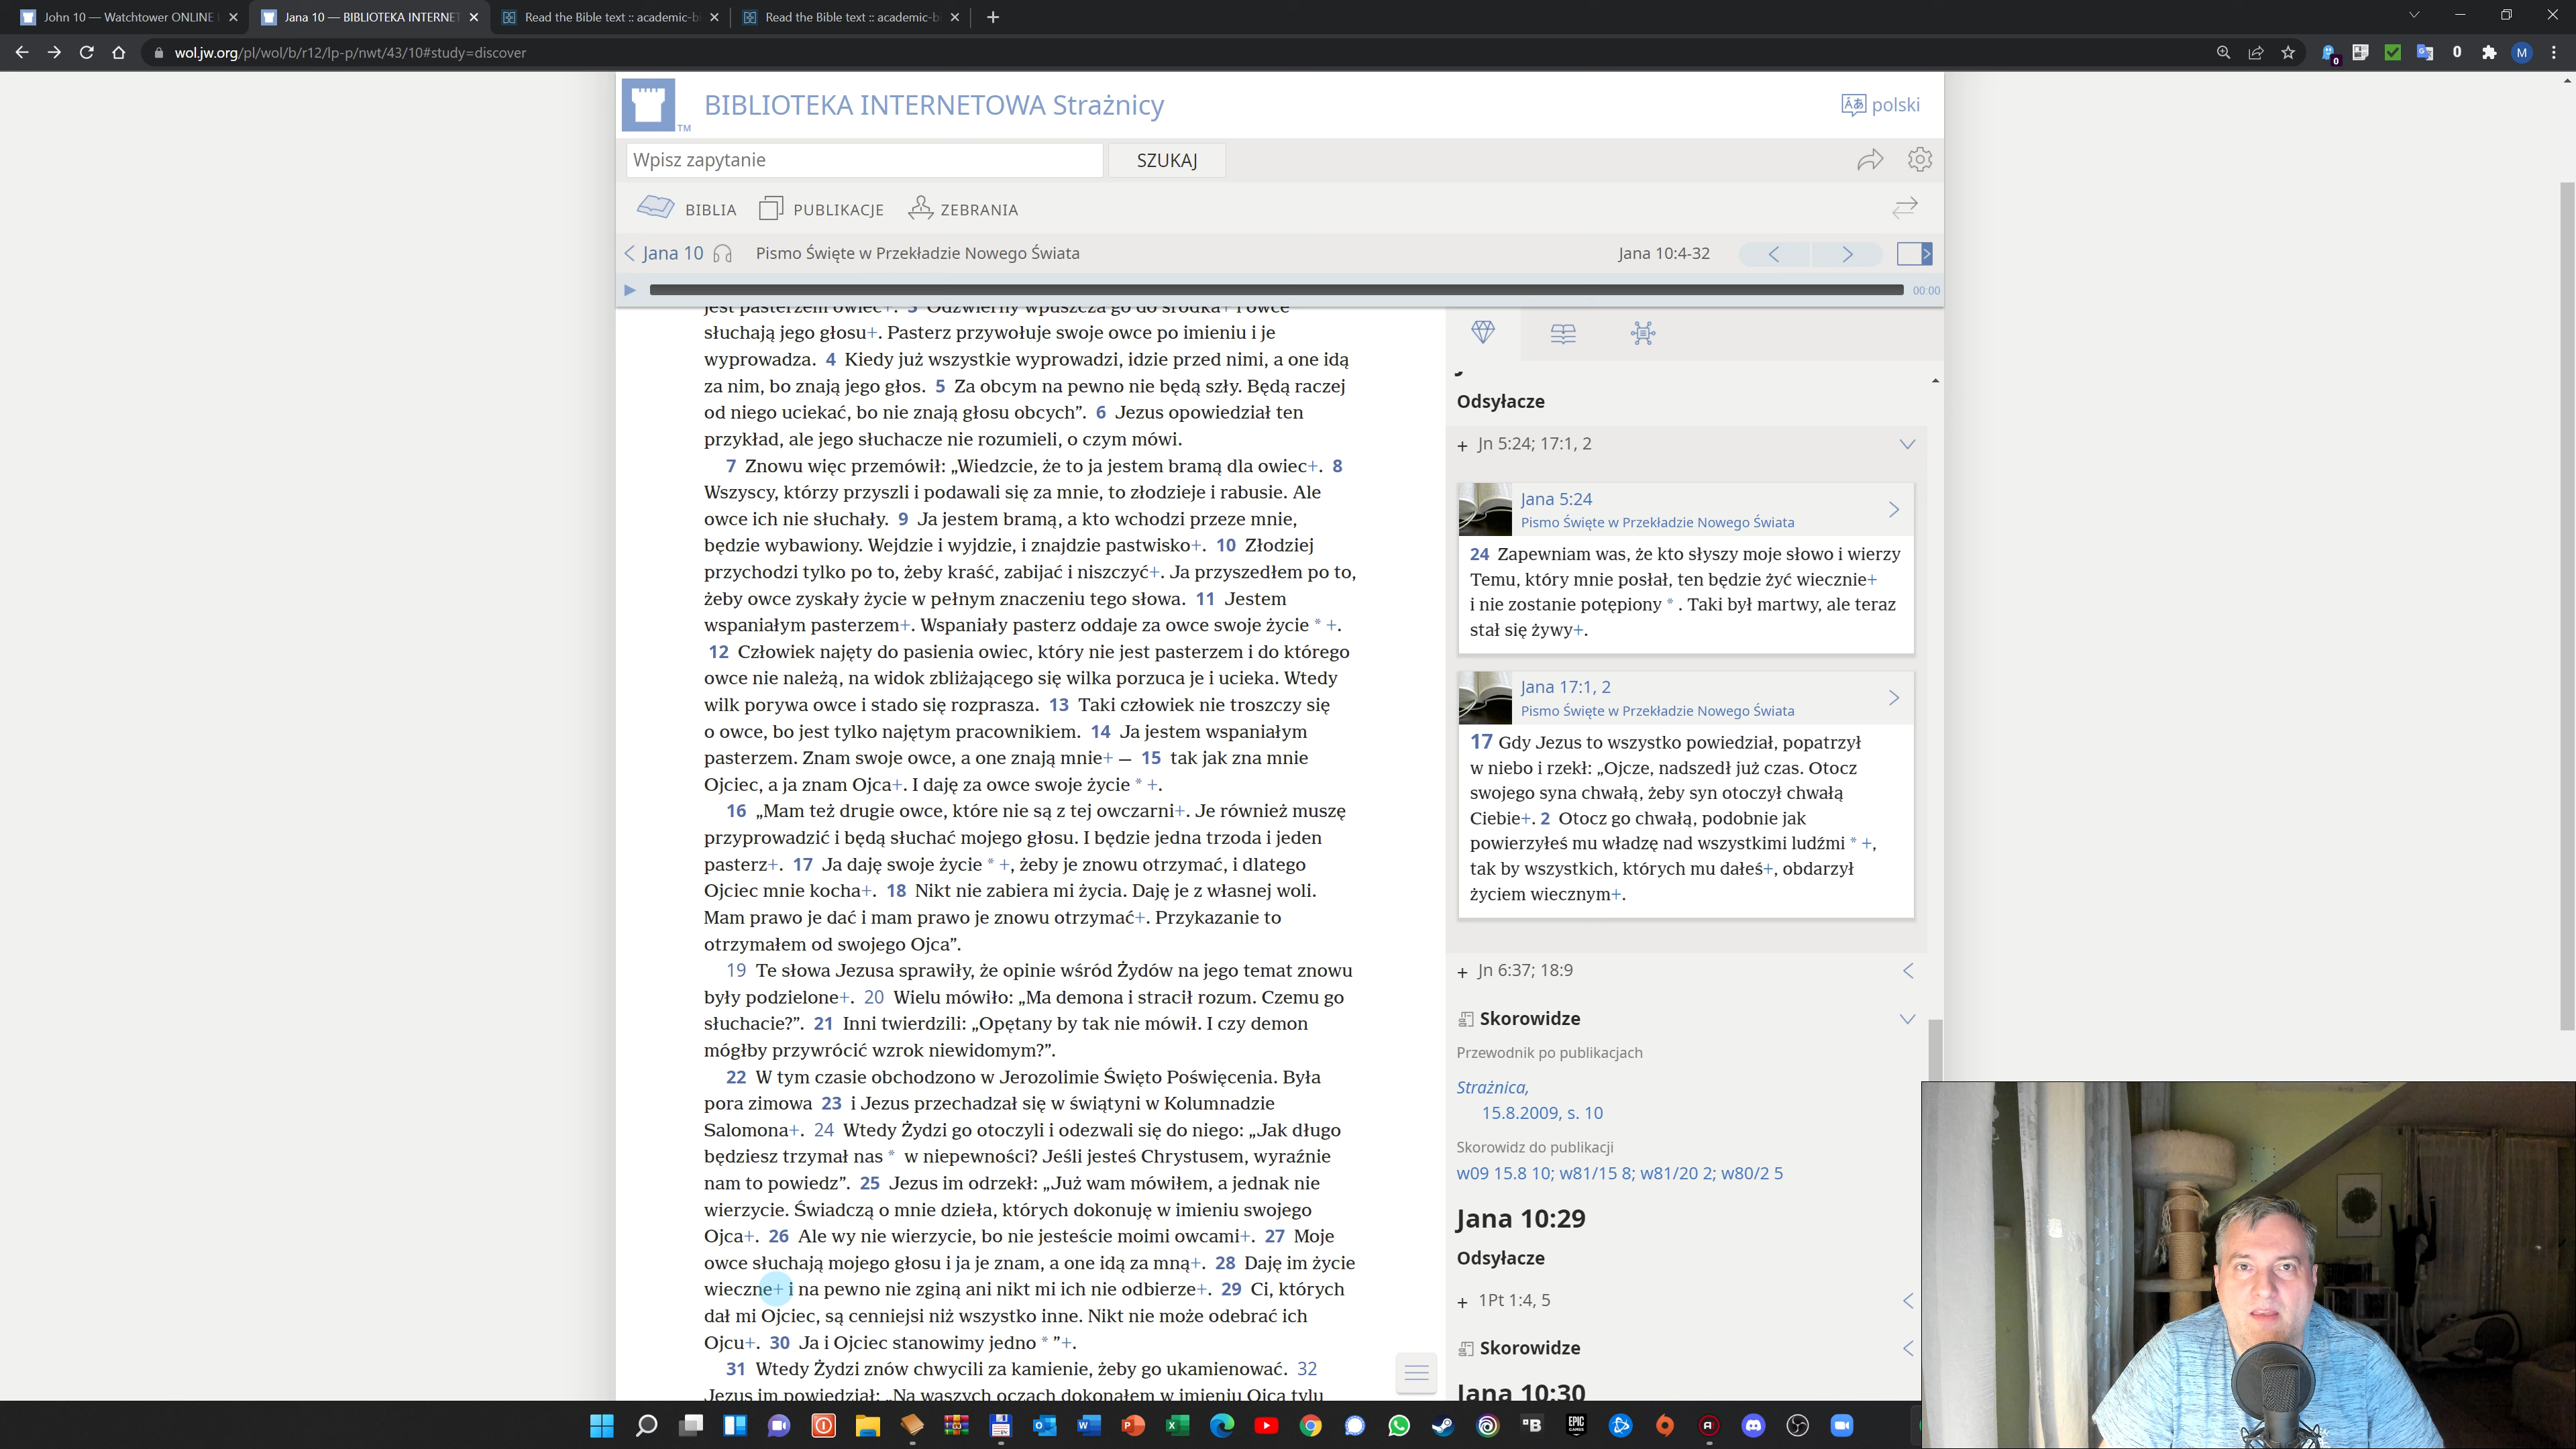 John 10 — Watchtower ONLINE
Jana 10 — BIBLIOTEKA INTERNET
Read the Bible text :: academic-bi
Read the Bible text :: academic-bi
wol.jw.org/pl/wol/b/r12/lp-p/nwt/43/10#study=discover
0
0
M
BIBLIOTEKA INTERNETOWA Strażnicy
TM
polski
Wpisz zapytanie
SZUKAJ
BIBLIA
PUBLIKACJE
ZEBRANIA
Jana 10
Pismo Święte w Przekładzie Nowego Świata
Jana 10:4-32
00:00
jest pasterzem owiec+. 3 Odźwierny wpuszcza go do środka+ i owce
słuchają jego głosu+. Pasterz przywołuje swoje owce po imieniu i je
wyprowadza. 4 Kiedy już wszystkie wyprowadzi, idzie przed nimi, a one idą
za nim, bo znają jego głos. 5 Za obcym na pewno nie będą szły. Będą raczej
od niego uciekać, bo nie znają głosu obcych”. 6 Jezus opowiedział ten
przykład, ale jego słuchacze nie rozumieli, o czym mówi.
7 Znowu więc przemówił: „Wiedzcie, że to ja jestem bramą dla owiec+. 8
Wszyscy, którzy przyszli i podawali się za mnie, to złodzieje i rabusie. Ale
owce ich nie słuchały. 9 Ja jestem bramą, a kto wchodzi przeze mnie,
będzie wybawiony. Wejdzie i wyjdzie, i znajdzie pastwisko+. 10 Złodziej
przychodzi tylko po to, żeby kraść, zabijać i niszczyć+. Ja przyszedłem po to,
żeby owce zyskały życie w pełnym znaczeniu tego słowa. 11 Jestem
wspaniałym pasterzem+. Wspaniały pasterz oddaje za owce swoje życie * +.
12 Człowiek najęty do pasienia owiec, który nie jest pasterzem i do którego
owce nie należą, na widok zbliżającego się wilka porzuca je i ucieka. Wtedy
wilk porywa owce i stado się rozprasza. 13 Taki człowiek nie troszczy się
o owce, bo jest tylko najętym pracownikiem. 14 Ja jestem wspaniałym
pasterzem. Znam swoje owce, a one znają mnie+ — 15 tak jak zna mnie
Ojciec, a ja znam Ojca+. I daję za owce swoje życie * +.
16 „Mam też drugie owce, które nie są z tej owczarni+. Je również muszę
przyprowadzić i będą słuchać mojego głosu. I będzie jedna trzoda i jeden
pasterz+. 17 Ja daję swoje życie * +, żeby je znowu otrzymać, i dlatego
Ojciec mnie kocha+. 18 Nikt nie zabiera mi życia. Daję je z własnej woli.
Mam prawo je dać i mam prawo je znowu otrzymać+. Przykazanie to
otrzymałem od swojego Ojca”.
19 Te słowa Jezusa sprawiły, że opinie wśród Żydów na jego temat znowu
były podzielone+. 20 Wielu mówiło: „Ma demona i stracił rozum. Czemu go
słuchacie?”. 21 Inni twierdzili: „Opętany by tak nie mówił. I czy demon
mógłby przywrócić wzrok niewidomym?”.
22 W tym czasie obchodzono w Jerozolimie Święto Poświęcenia. Była
pora zimowa 23 i Jezus przechadzał się w świątyni w Kolumnadzie
Salomona+. 24 Wtedy Żydzi go otoczyli i odezwali się do niego: „Jak długo
będziesz trzymał nas * w niepewności? Jeśli jesteś Chrystusem, wyraźnie
nam to powiedz”. 25 Jezus im odrzekł: „Już wam mówiłem, a jednak nie
wierzycie. Świadczą o mnie dzieła, których dokonuję w imieniu swojego
Ojca+. 26 Ale wy nie wierzycie, bo nie jesteście moimi owcami+. 27 Moje
owce słuchają mojego głosu i ja je znam, a one idą za mną+. 28 Daję im życie
wieczne+ i na pewno nie zginą ani nikt mi ich nie odbierze+. 29 Ci, których
dał mi Ojciec, są cenniejsi niż wszystko inne. Nikt nie może odebrać ich
Ojcu+. 30 Ja i Ojciec stanowimy jedno * ”+.
31 Wtedy Żydzi znów chwycili za kamienie, żeby go ukamienować. 32
Jezus im powiedział: „Na waszych oczach dokonałem w imieniu Ojca tylu
Odsyłacze
+ Jn 5:24; 17:1, 2
Jana 5:24
Pismo Święte w Przekładzie Nowego Świata
24 Zapewniam was, że kto słyszy moje słowo i wierzy
Temu, który mnie posłał, ten będzie żyć wiecznie+
i nie zostanie potępiony * . Taki był martwy, ale teraz
stał się żywy+.
Jana 17:1, 2
Pismo Święte w Przekładzie Nowego Świata
17 Gdy Jezus to wszystko powiedział, popatrzył
w niebo i rzekł: „Ojcze, nadszedł już czas. Otocz
swojego syna chwałą, żeby syn otoczył chwałą
Ciebie+. 2 Otocz go chwałą, podobnie jak
powierzyłeś mu władzę nad wszystkimi ludźmi * +,
tak by wszystkich, których mu dałeś+, obdarzył
życiem wiecznym+.
+ Jn 6:37; 18:9
Skorowidze
Przewodnik po publikacjach
Strażnica,
15.8.2009, s. 10
Skorowidz do publikacji
w09 15.8 10; w81/15 8; w81/20 2; w80/2 5
Jana 10:29
Odsyłacze
+ 1Pt 1:4, 5
Skorowidze
Jana 10:30